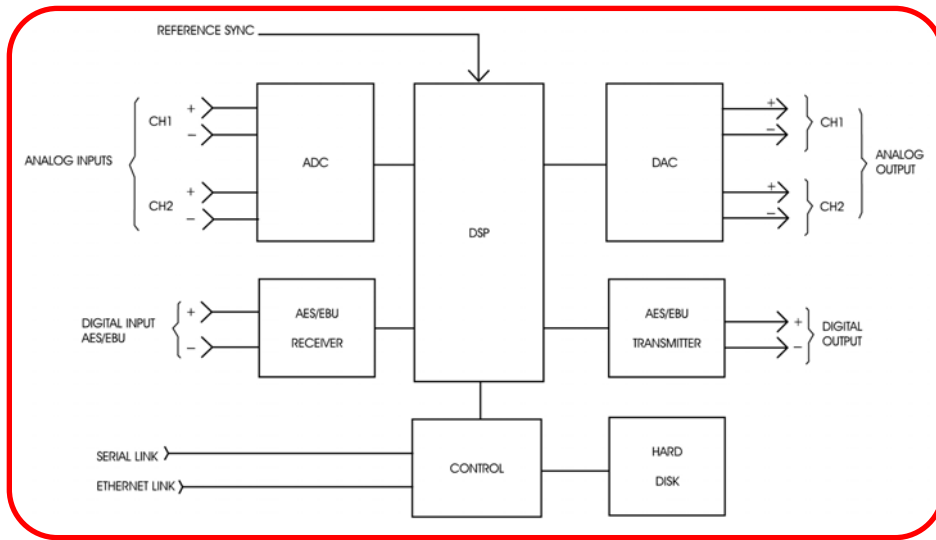 REFERENCE SYNC
ANALOG INPUTS
CH1
+
−
CH2
+
−
ADC
DSP
DAC
+
−
CH1
+
−
CH2
ANALOG
OUTPUT
DIGITAL INPUT
AES/EBU
+
−
AES/EBU
RECEIVER
AES/EBU
TRANSMITTER
+
−
DIGITAL
OUTPUT
SERIAL LINK
ETHERNET LINK
CONTROL
HARD
DISK